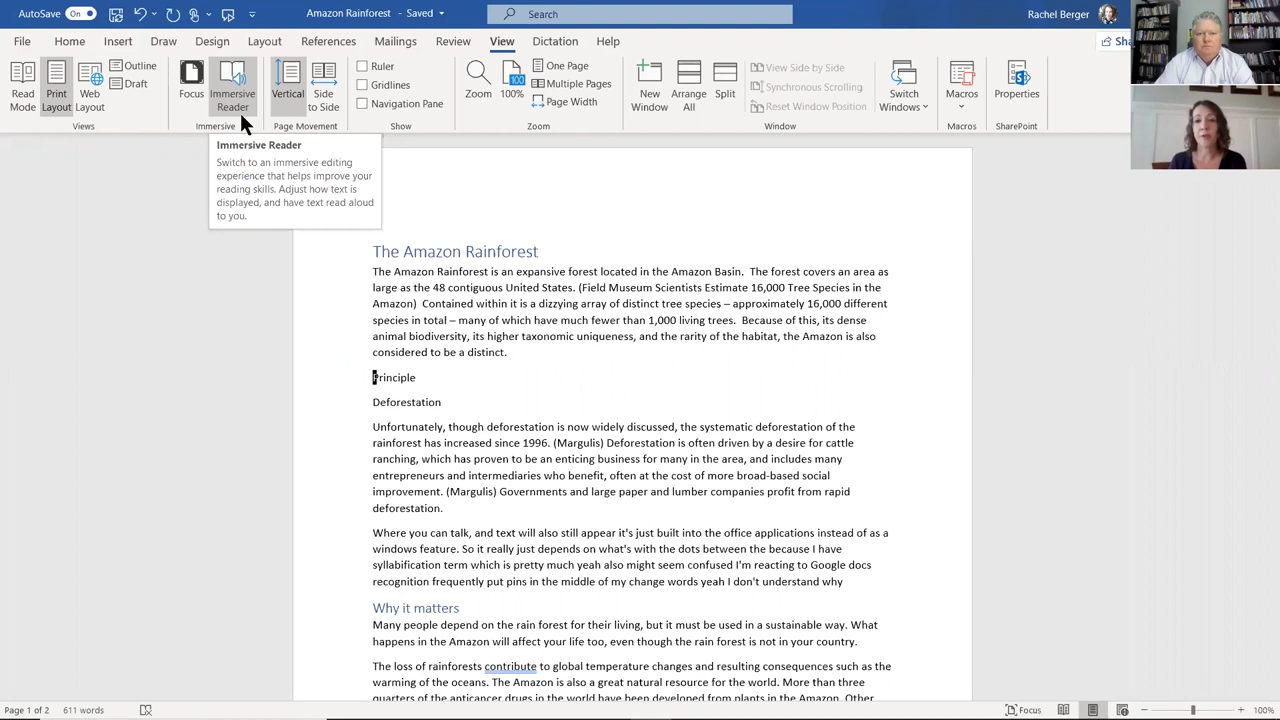 AutoSave On Amazon Rainforest - Saved Search Rachel Berger
File Home Insert Draw Design Layout References Mailings Review View Dictation Help
Read Mode
Print Layout
Web Layout
Outline
Draft
Views
Focus
Immersive Reader
Immersive
Vertical
Side to Side
Page Movement
Ruler
Gridlines
Navigation Pane
Show
Zoom
100
100%
One Page
Multiple Pages
Page Width
Zoom
New Window
Arrange All
Split
View Side by Side
Synchronous Scrolling
Reset Window Position
Switch Windows
Window
Macros
Macros
Properties
SharePoint
Immersive Reader
Switch to an immersive editing
experience that helps improve your
reading skills. Adjust how text is
displayed, and have text read aloud
to you.
The Amazon Rainforest
The Amazon Rainforest is an expansive forest located in the Amazon Basin.  The forest covers an area as
large as the 48 contiguous United States. (Field Museum Scientists Estimate 16,000 Tree Species in the
Amazon)  Contained within it is a dizzying array of distinct tree species – approximately 16,000 different
species in total – many of which have much fewer than 1,000 living trees.  Because of this, its dense
animal biodiversity, its higher taxonomic uniqueness, and the rarity of the habitat, the Amazon is also
considered to be a distinct.
Principle
Deforestation
Unfortunately, though deforestation is now widely discussed, the systematic deforestation of the
rainforest has increased since 1996. (Margulis) Deforestation is often driven by a desire for cattle
ranching, which has proven to be an enticing business for many in the area, and includes many
entrepreneurs and intermediaries who benefit, often at the cost of more broad-based social
improvement. (Margulis) Governments and large paper and lumber companies profit from rapid
deforestation.
Where you can talk, and text will also still appear it's just built into the office applications instead of as a
windows feature. So it really just depends on what's with the dots between the because I have
syllabification term which is pretty much yeah also might seem confused I'm reacting to Google docs
recognition frequently put pins in the middle of my change words yeah I don't understand why
Why it matters
Many people depend on the rain forest for their living, but it must be used in a sustainable way. What
happens in the Amazon will affect your life too, even though the rain forest is not in your country.
The loss of rainforests contribute to global temperature changes and resulting consequences such as the
warming of the oceans. The Amazon is also a great natural resource for the world. More than three
quarters of the anticancer drugs in the world have been developed from plants in the Amazon. Other
Page 1 of 2 611 words Focus 100%